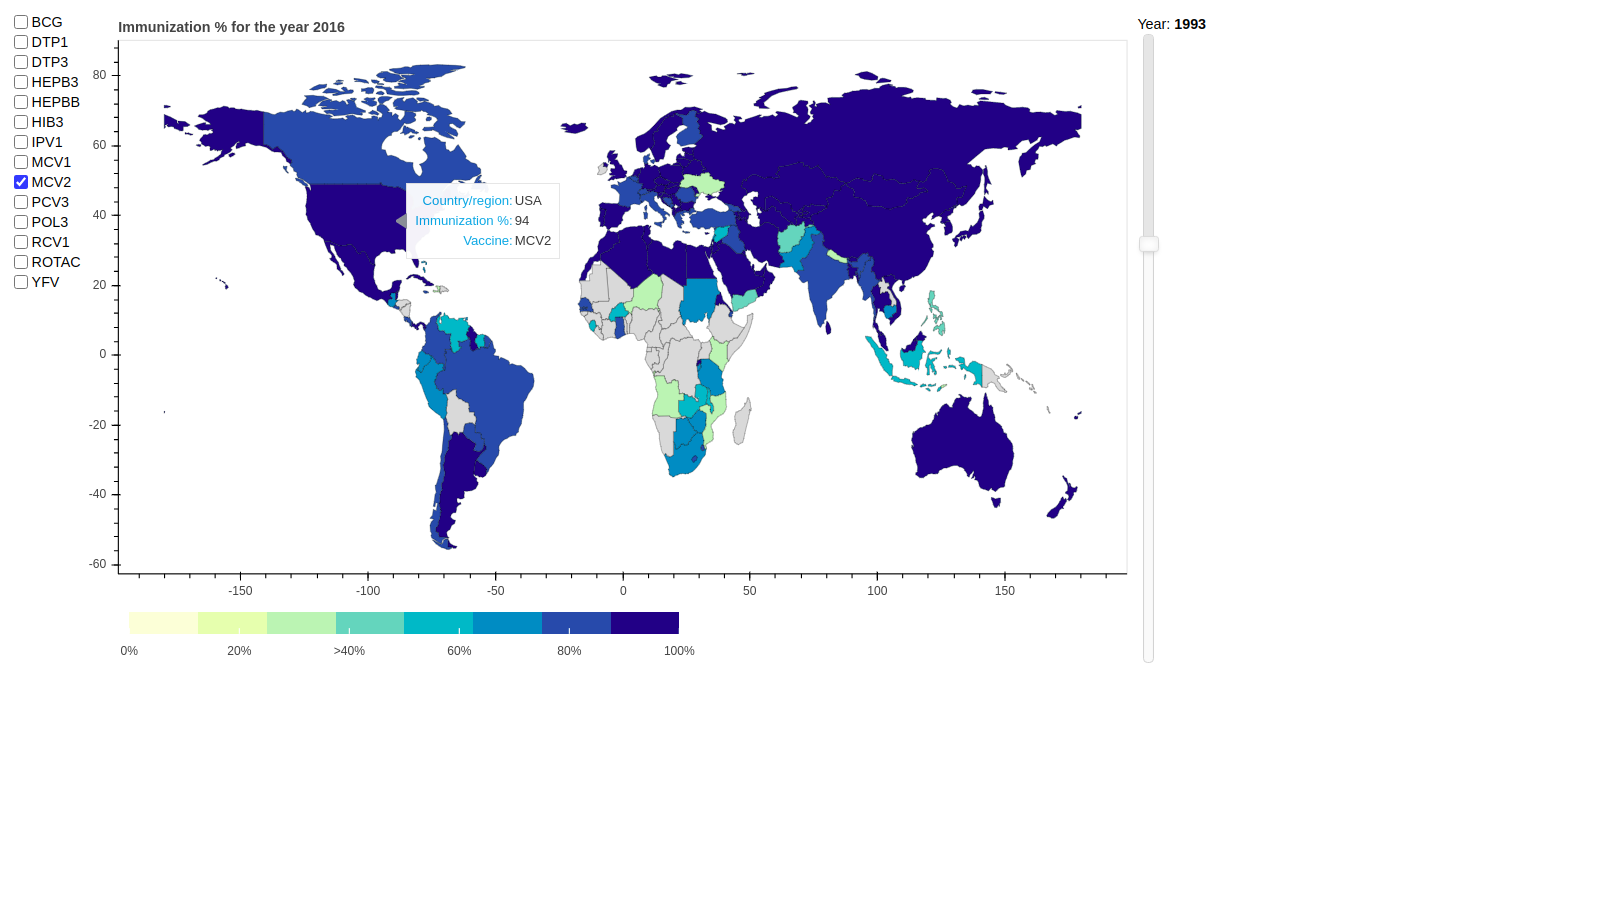 BCG
DTP1
DTP3
HEPB3
HEPBB
HIB3
IPV1
MCV1
MCV2
PCV3
POL3
RCV1
ROTAC
YFV
Immunization % for the year 2016
80
60
40
20
0
-20
-40
-60
Country/region: USA
Immunization %: 94
Vaccine: MCV2
-150 -100 -50 0 50 100 150
0% 20% >40% 60% 80% 100%
Year: 1993